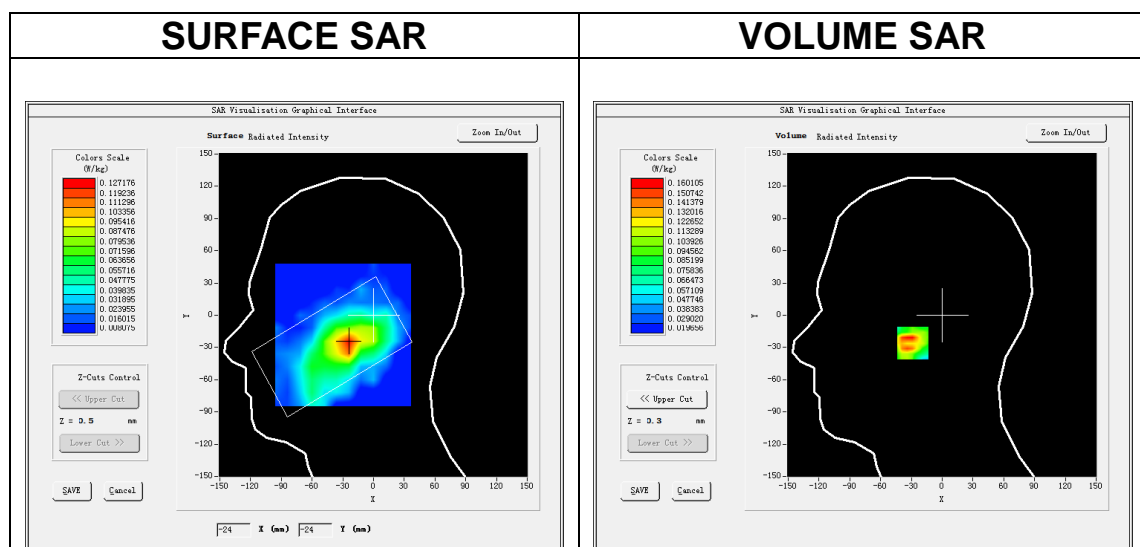 SURFACE SAR
SAR Visualisation Graphical Interface
Surface Radiated Intensity
Zoom In/Out
Colors Scale
(W/kg)
0.127176
0.119236
0.111296
0.103356
0.095416
0.087476
0.079536
0.071596
0.063656
0.055716
0.047775
0.039835
0.031895
0.023955
0.016015
0.008075
Z-Cuts Control
<< Upper Cut
Z = 0.5 mm
Lower Cut >>
SAVE Cancel
150
120
90
60
30
0
-30
-60
-90
-120
-150
Y
-150 -120 -90 -60 -30 0 30 60 90 120 150
X
-24 X (mm) -24 Y (mm)
VOLUME SAR
SAR Visualisation Graphical Interface
Volume Radiated Intensity
Zoom In/Out
Colors Scale
(W/kg)
0.160105
0.150742
0.141379
0.132016
0.122652
0.113289
0.103926
0.094562
0.085199
0.075836
0.066473
0.057109
0.047746
0.038383
0.029020
0.019656
Z-Cuts Control
<< Upper Cut
Z = 0.3 mm
Lower Cut >>
SAVE Cancel
150
120
90
60
30
0
-30
-60
-90
-120
-150
Y
-150 -120 -90 -60 -30 0 30 60 90 120 150
X